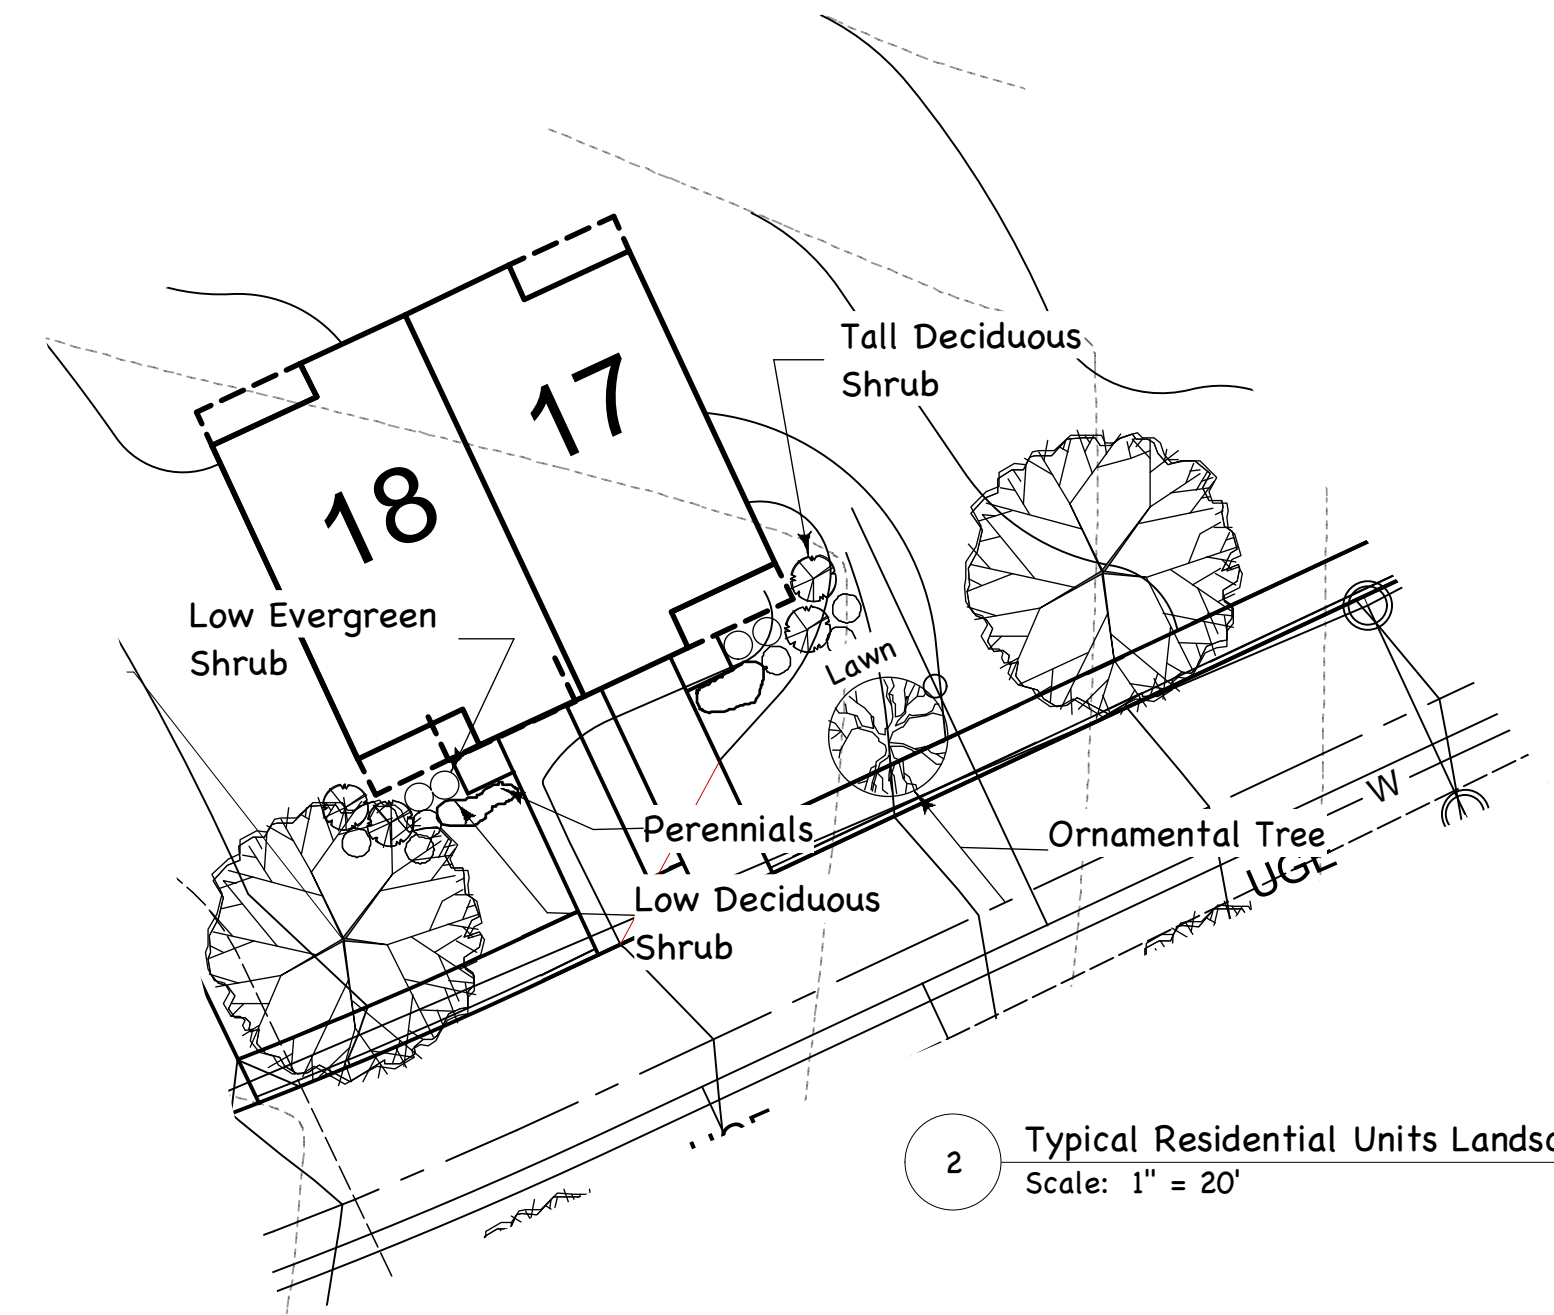 Tall Deciduous
Shrub
17
18
Low Evergreen
Shrub
Lawn
W
Perennials
Ornamental Tree
UGE
Low Deciduous
Shrub
2
Typical Residential Units
Scale: 1" = 20'